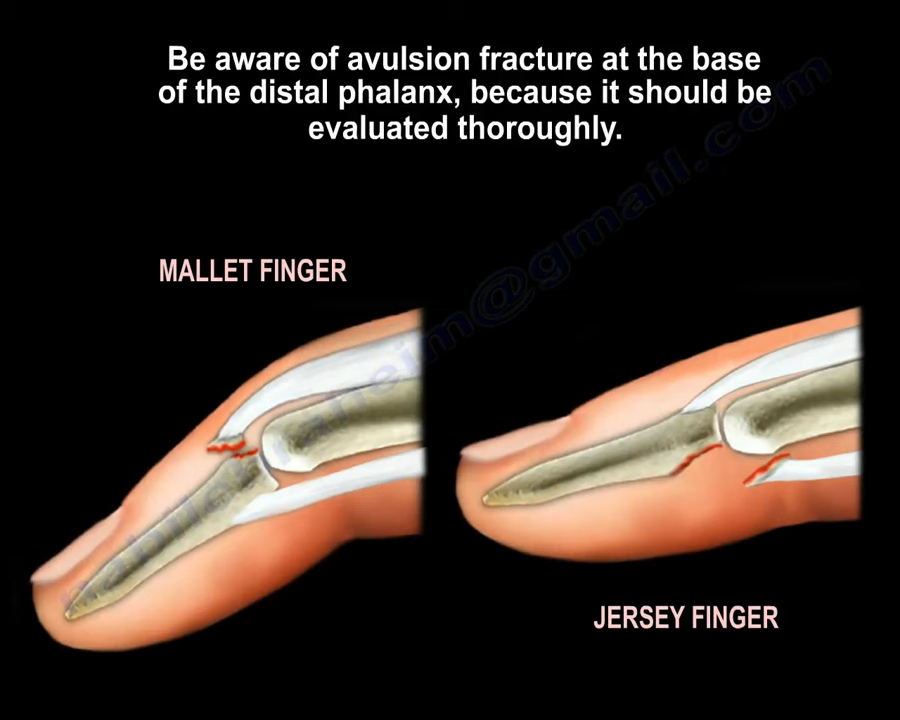 Be aware of avulsion fracture at the base
of the distal phalanx, because it should be
evaluated thoroughly.
MALLET FINGER
JERSEY FINGER